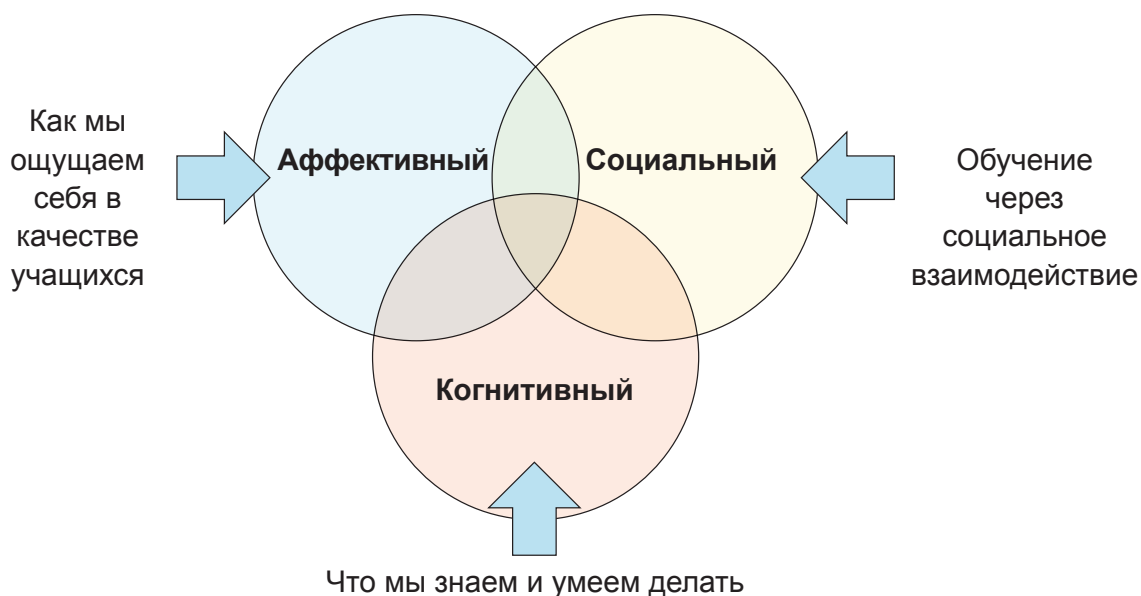 Как мы
ощущаем
себя в
качестве
учащихся
Аффективный
Социальный
Обучение
через
социальное
взаимодействие
Когнитивный
Что мы знаем и умеем делать